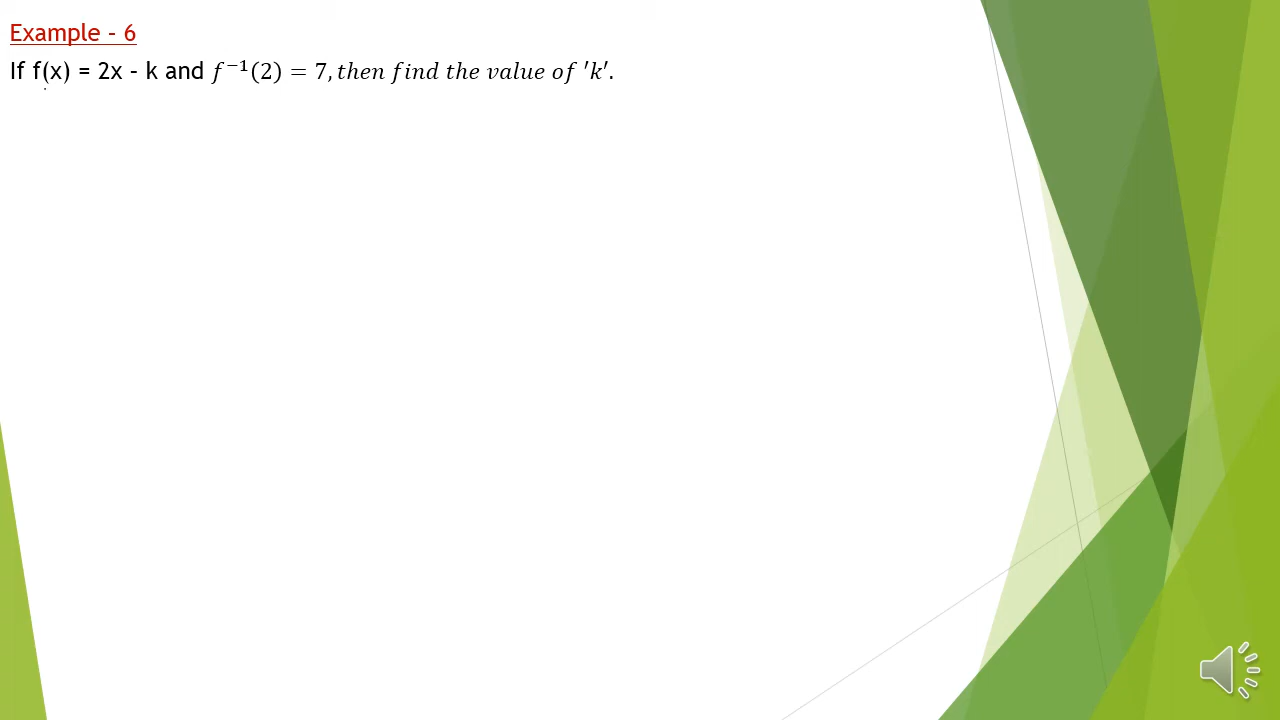 Example - 6
If f(x) = 2x - k and f⁻¹(2) = 7, then find the value of ′k′.